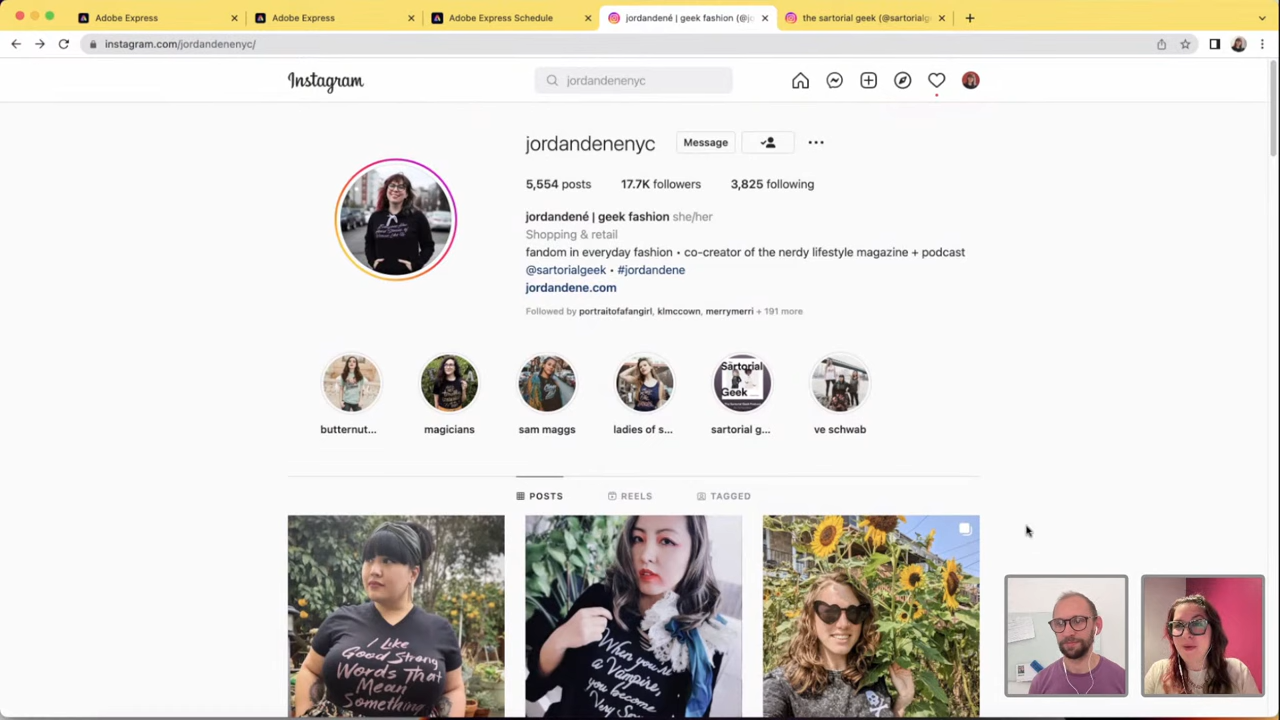 Adobe Express
Adobe Express
Adobe Express Schedule
jordandené | geek fashion (@jo
the sartorial geek (@sartorialg
instagram.com/jordandenenyc/
Instagram
jordandenenyc
jordandenenyc
Message
5,554 posts
17.7K followers
3,825 following
jordandené | geek fashion she/her
Shopping & retail
fandom in everyday fashion • co-creator of the nerdy lifestyle magazine + podcast
@sartorialgeek • #jordandene
jordandene.com
Followed by portraitofafangirl, klmccown, merrymerri + 191 more
Sartorial
Geek
butternut...
magicians
sam maggs
ladies of s...
sartorial g...
ve schwab
POSTS
REELS
TAGGED
I Like
Good Strong
Words That
Mean
Something
When you're
a Vampire,
you become